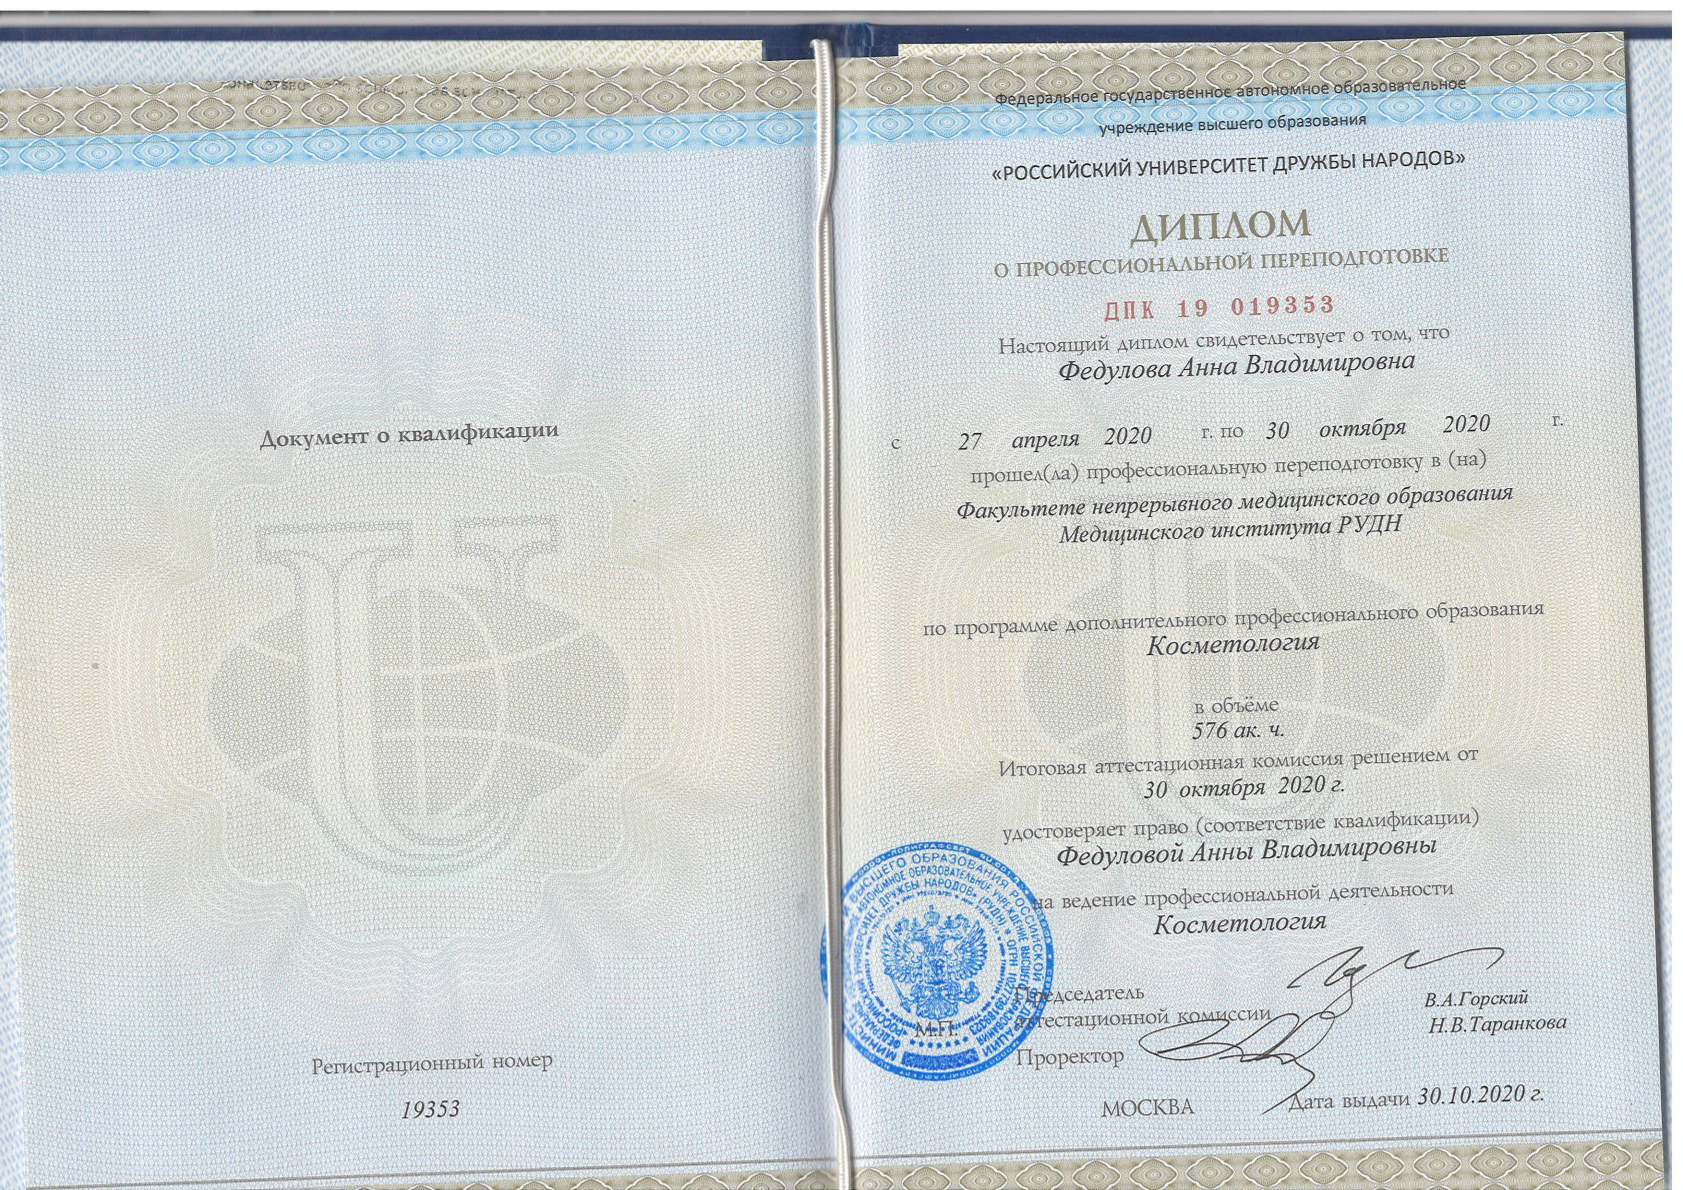 Документ о квалификации
Регистрационный номер
19353
Федеральное государственное автономное образовательное
учреждение высшего образования
«РОССИЙСКИЙ УНИВЕРСИТЕТ ДРУЖБЫ НАРОДОВ»
ДИПЛОМ
О ПРОФЕССИОНАЛЬНОЙ ПЕРЕПОДГОТОВКЕ
ДПК 19 019353
Настоящий диплом свидетельствует о том, что
Федулова Анна Владимировна
с 27 апреля 2020 г. по 30 октября 2020 г.
прошел(ла) профессиональную переподготовку в (на)
Факультете непрерывного медицинского образования
Медицинского института РУДН
по программе дополнительного профессионального образования
Косметология
в объёме
576 ак. ч.
Итоговая аттестационная комиссия решением от
30 октября 2020 г.
удостоверяет право (соответствие квалификации)
Федуловой Анны Владимировны
на ведение профессиональной деятельности
Косметология
Председатель
аттестационной комиссии
В.А.Горский
Н.В.Таранкова
М.П.
Проректор
МОСКВА
Дата выдачи 30.10.2020 г.